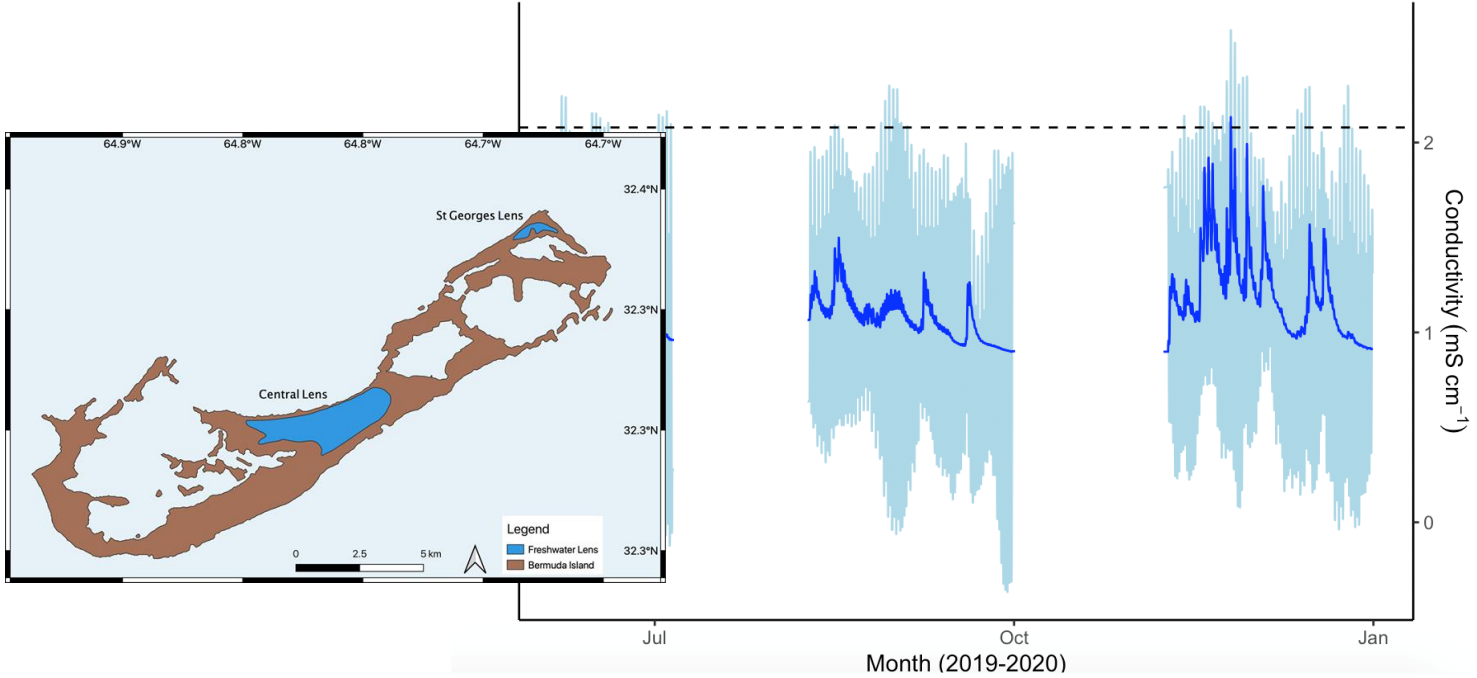 64.9°W 64.8°W 64.8°W 64.7°W 64.7°W
32.4°N
St Georges Lens
32.3°N
Central Lens
32.3°N
Legend
Freshwater Lens
Bermuda Island
0 2.5 5 km
32.3°N
2
1
0
Conductivity (mS cm⁻¹)
Jul Oct Jan
Month (2019-2020)